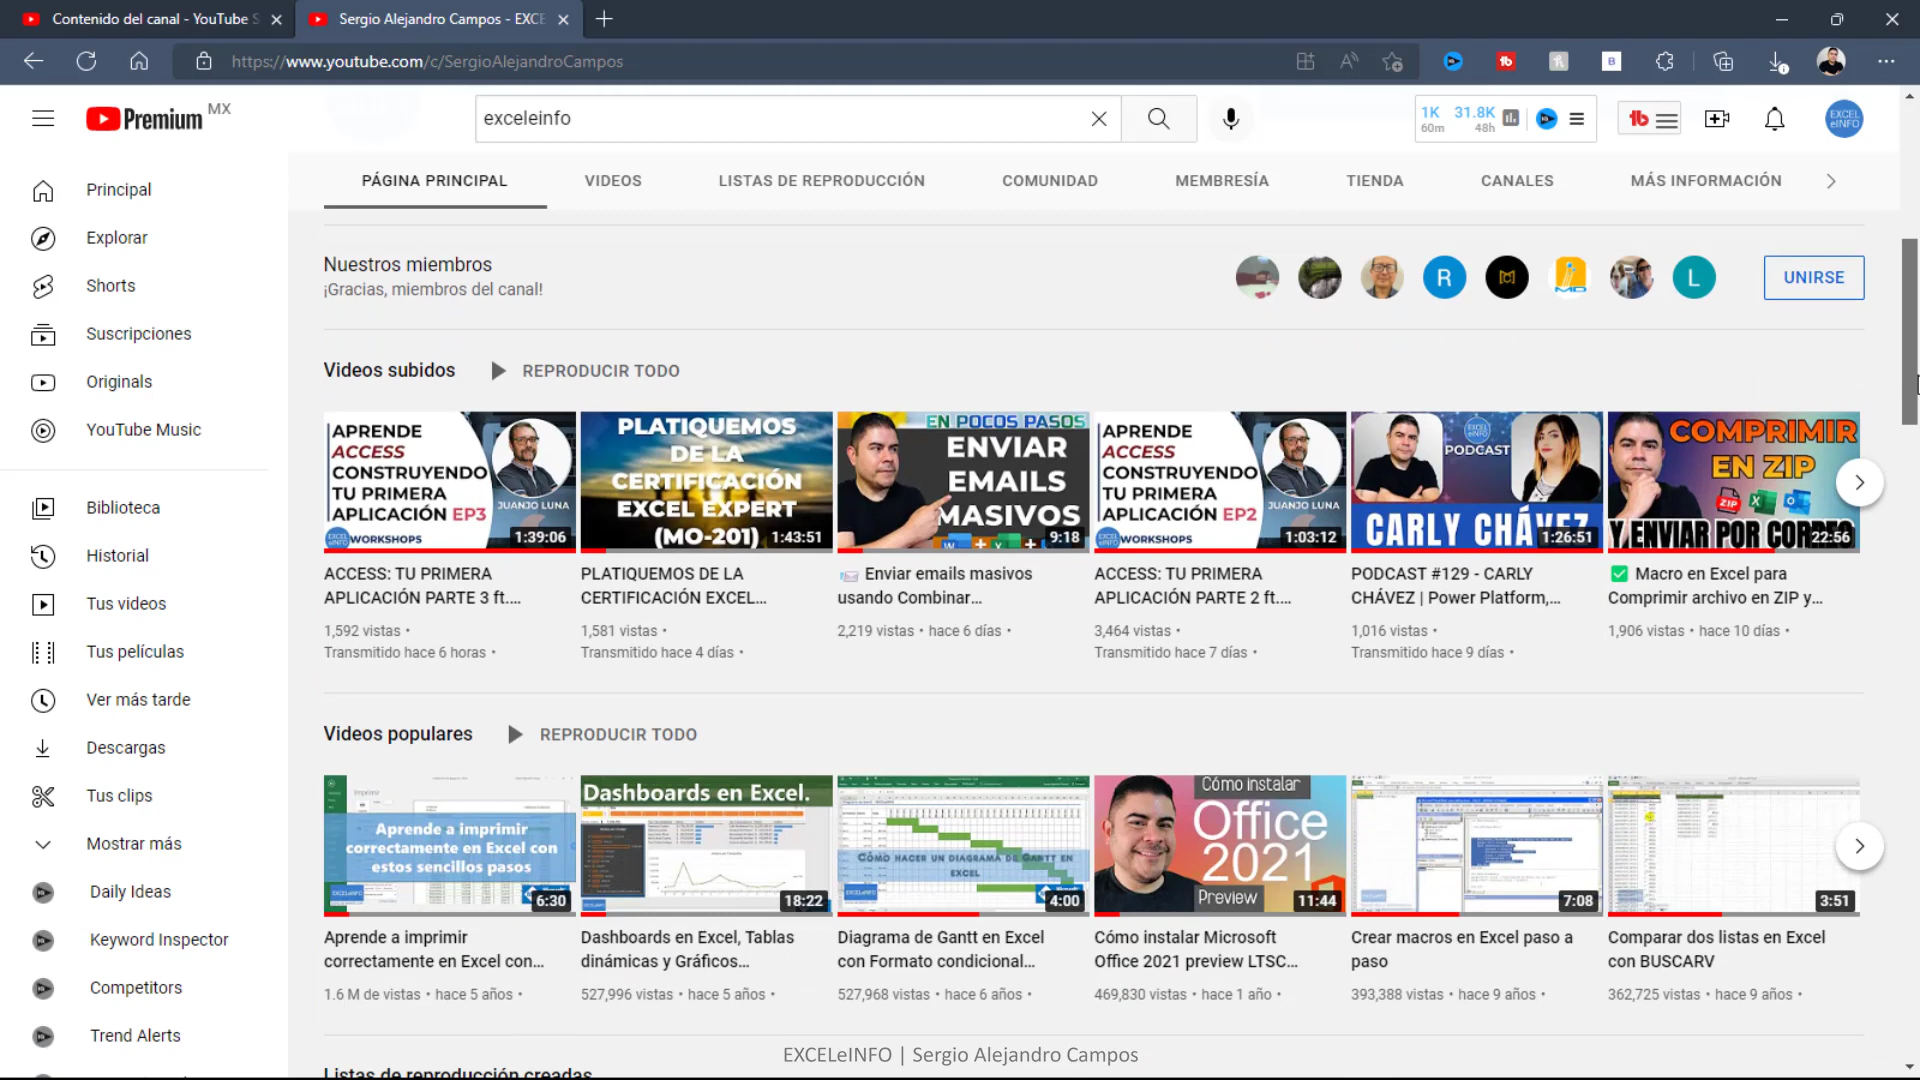 Contenido del canal - YouTube S
Sergio Alejandro Campos - EXCE
https://www.youtube.com/c/SergioAlejandroCampos
Premium MX
exceleinfo
1K 31.8K
60m 48h
EXCEL
eINFO
PÁGINA PRINCIPAL
VIDEOS
LISTAS DE REPRODUCCIÓN
COMUNIDAD
MEMBRESÍA
TIENDA
CANALES
MÁS INFORMACIÓN
Principal
Explorar
Shorts
Suscripciones
Originals
YouTube Music
Biblioteca
Historial
Tus videos
Tus películas
Ver más tarde
Descargas
Tus clips
Mostrar más
Daily Ideas
Keyword Inspector
Competitors
Trend Alerts
Nuestros miembros
¡Gracias, miembros del canal!
R
MD
L
UNIRSE
Videos subidos
REPRODUCIR TODO
APRENDE
ACCESS
CONSTRUYENDO
TU PRIMERA
APLICACIÓN EP3
JUANJO LUNA
WORKSHOPS
1:39:06
PLATIQUEMOS
DE LA
CERTIFICACIÓN
EXCEL EXPERT
(MO-201)
1:43:51
EN POCOS PASOS
ENVIAR
EMAILS
MASIVOS
9:18
APRENDE
ACCESS
CONSTRUYENDO
TU PRIMERA
APLICACIÓN EP2
JUANJO LUNA
WORKSHOPS
1:03:12
PODCAST
CARLY CHÁVEZ
1:26:51
COMPRIMIR
EN ZIP
ZIP
Y ENVIAR POR CORREO
22:56
ACCESS: TU PRIMERA
APLICACIÓN PARTE 3 ft....
1,592 vistas •
Transmitido hace 6 horas •
PLATIQUEMOS DE LA
CERTIFICACIÓN EXCEL...
1,581 vistas •
Transmitido hace 4 días •
Enviar emails masivos
usando Combinar...
2,219 vistas • hace 6 días •
ACCESS: TU PRIMERA
APLICACIÓN PARTE 2 ft....
3,464 vistas •
Transmitido hace 7 días •
PODCAST #129 - CARLY
CHÁVEZ | Power Platform,...
1,016 vistas •
Transmitido hace 9 días •
Macro en Excel para
Comprimir archivo en ZIP y...
1,906 vistas • hace 10 días •
Videos populares
REPRODUCIR TODO
Aprende a imprimir
correctamente en Excel con
estos sencillos pasos
6:30
Dashboards en Excel.
18:22
CÓMO HACER UN DIAGRAMA DE GANTT EN
EXCEL
4:00
Cómo instalar
Office
2021
Preview
11:44
7:08
3:51
Aprende a imprimir
correctamente en Excel con...
1.6 M de vistas • hace 5 años •
Dashboards en Excel, Tablas
dinámicas y Gráficos...
527,996 vistas • hace 5 años •
Diagrama de Gantt en Excel
con Formato condicional...
527,968 vistas • hace 6 años •
Cómo instalar Microsoft
Office 2021 preview LTSC...
469,830 vistas • hace 1 año •
Crear macros en Excel paso a
paso
393,388 vistas • hace 9 años •
Comparar dos listas en Excel
con BUSCARV
362,725 vistas • hace 9 años •
EXCELeINFO | Sergio Alejandro Campos
Listas de reproducción creadas